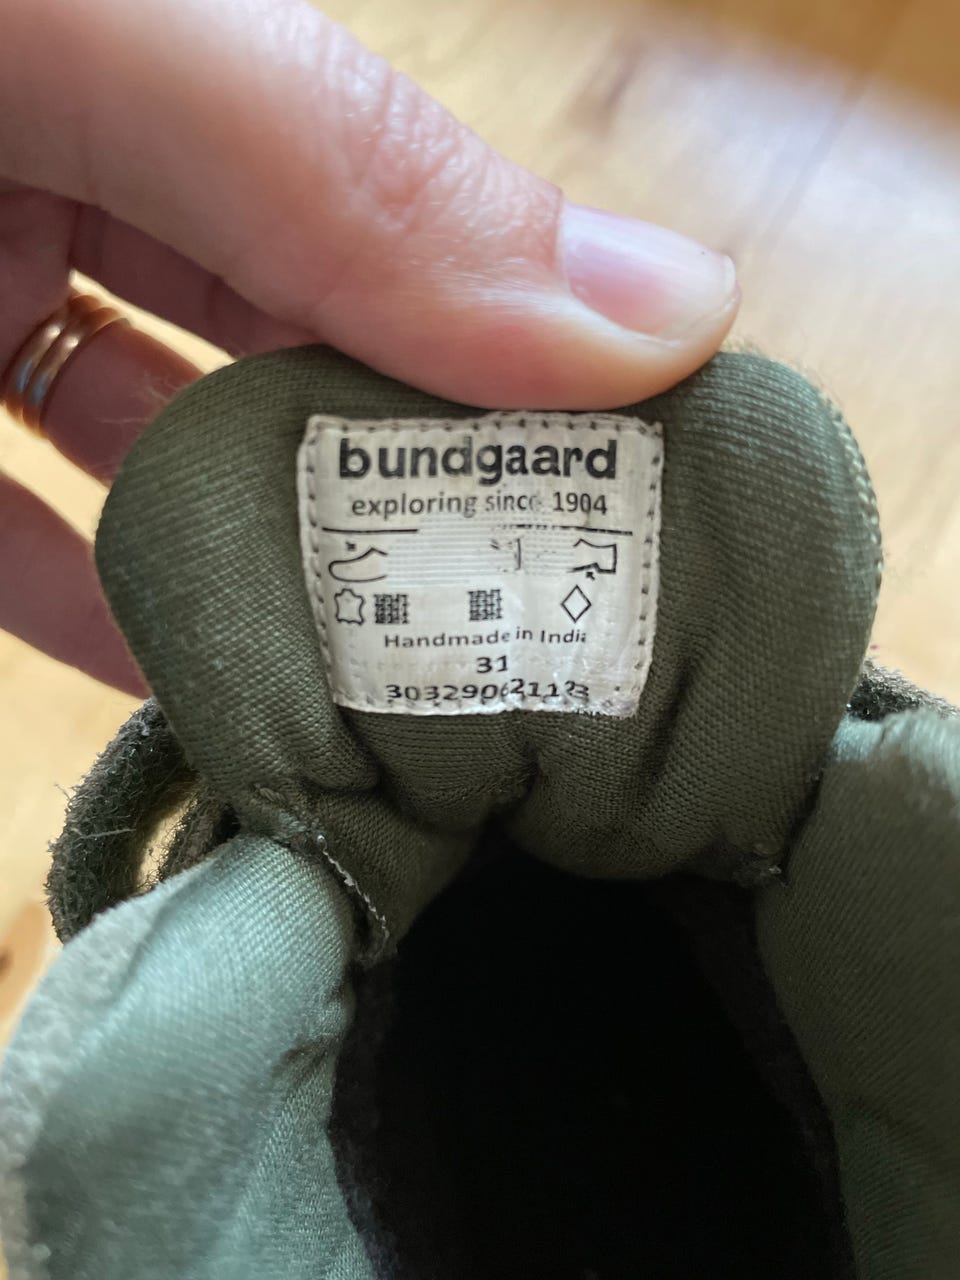 bundgaard
exploring since 1904
Handmade in India
31